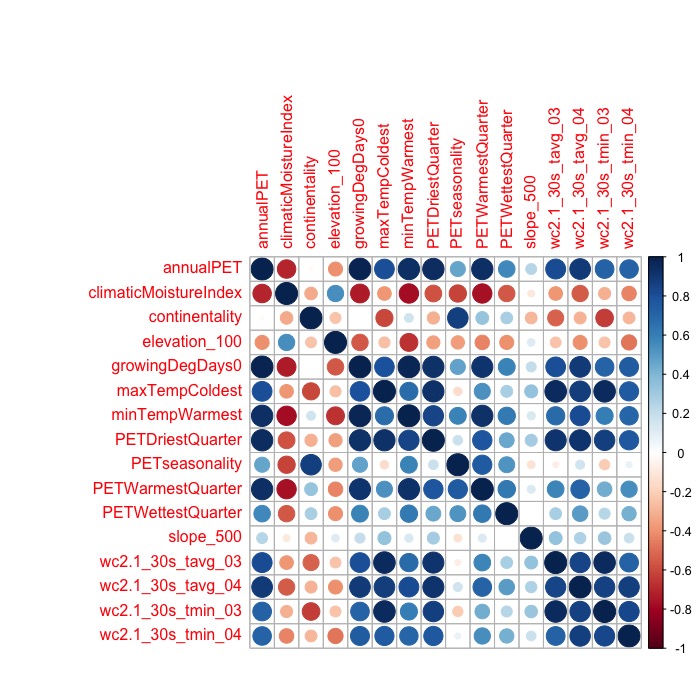 annualPET
climaticMoistureIndex
continentality
elevation_100
growingDegDays0
maxTempColdest
minTempWarmest
PETDriestQuarter
PETseasonality
PETWarmestQuarter
PETWettestQuarter
slope_500
wc2.1_30s_tavg_03
wc2.1_30s_tavg_04
wc2.1_30s_tmin_03
wc2.1_30s_tmin_04
annualPET
climaticMoistureIndex
continentality
elevation_100
growingDegDays0
maxTempColdest
minTempWarmest
PETDriestQuarter
PETseasonality
PETWarmestQuarter
PETWettestQuarter
slope_500
wc2.1_30s_tavg_03
wc2.1_30s_tavg_04
wc2.1_30s_tmin_03
wc2.1_30s_tmin_04
1
0.8
0.6
0.4
0.2
0
-0.2
-0.4
-0.6
-0.8
-1